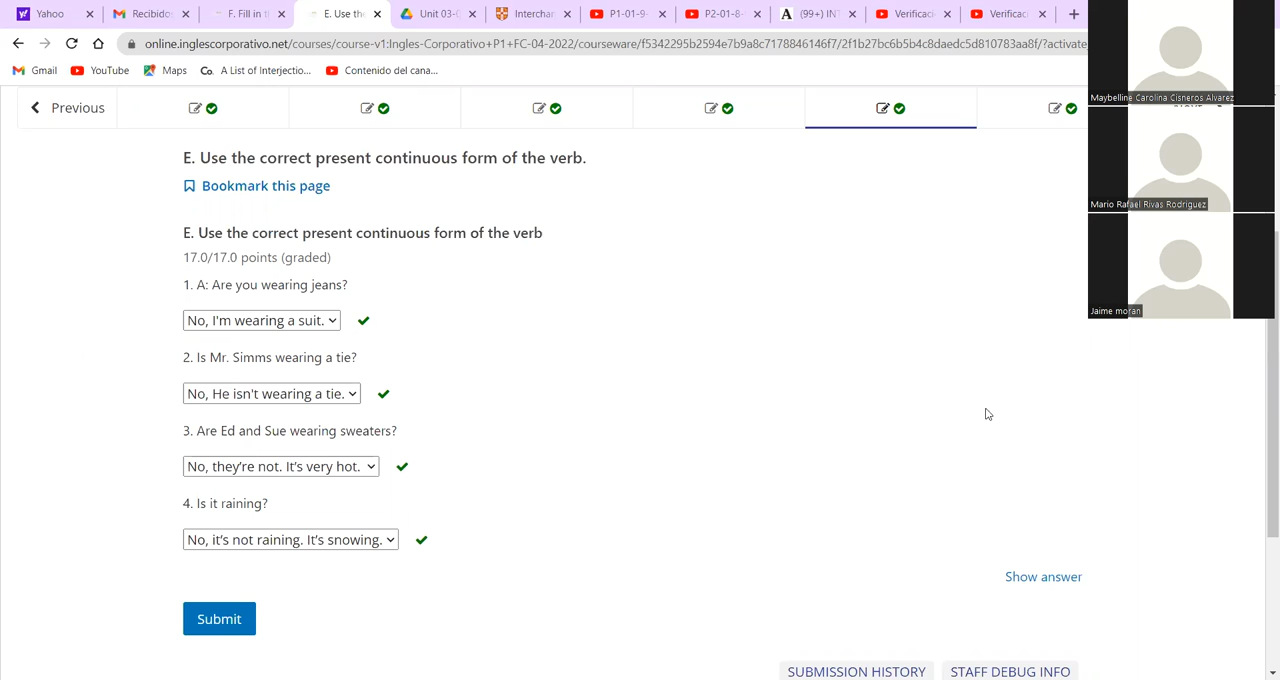 Yahoo
Recibidos
F. Fill in t
E. Use the
Unit 03-
Interchan
P1-01-9-
P2-01-8-
(99+) IN
Verificaci
Verificaci
online.inglescorporativo.net/courses/course-v1:Ingles-Corporativo+P1+FC-04-2022/courseware/f5342295b2594e7b9a8c7178846146f7/2f1b27bc6b5b4c8daedc5d810783aa8f/?activate
Gmail
YouTube
Maps
A List of Interjectio...
Contenido del cana...
Previous
E. Use the correct present continuous form of the verb.
Bookmark this page
E. Use the correct present continuous form of the verb
17.0/17.0 points (graded)
1. A: Are you wearing jeans?
No, I'm wearing a suit.
2. Is Mr. Simms wearing a tie?
No, He isn't wearing a tie.
3. Are Ed and Sue wearing sweaters?
No, they're not. It's very hot.
4. Is it raining?
No, it's not raining. It's snowing.
Show answer
Submit
SUBMISSION HISTORY
STAFF DEBUG INFO
Maybelline Carolina Cisneros Alvarez
Mario Rafael Rivas Rodriguez
Jaime moran